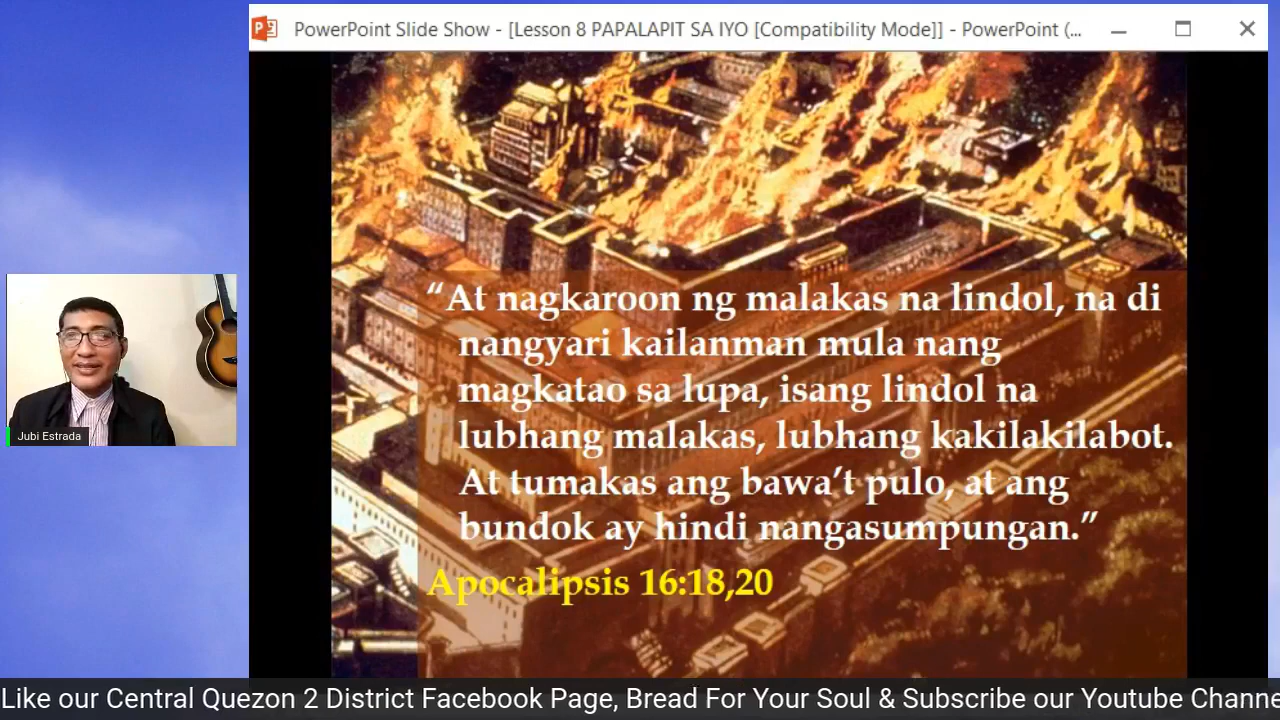 PowerPoint Slide Show - [Lesson 8 PAPALAPIT SA IYO [Compatibility Mode]] - PowerPoint (...
“At nagkaroon ng malakas na lindol, na di
nangyari kailanman mula nang
magkatao sa lupa, isang lindol na
lubhang malakas, lubhang kakilakilabot.
At tumakas ang bawa’t pulo, at ang
bundok ay hindi nangasumpungan.”
Apocalipsis 16:18,20
Jubi Estrada
Like our Central Quezon 2 District Facebook Page, Bread For Your Soul & Subscribe our Youtube Channe